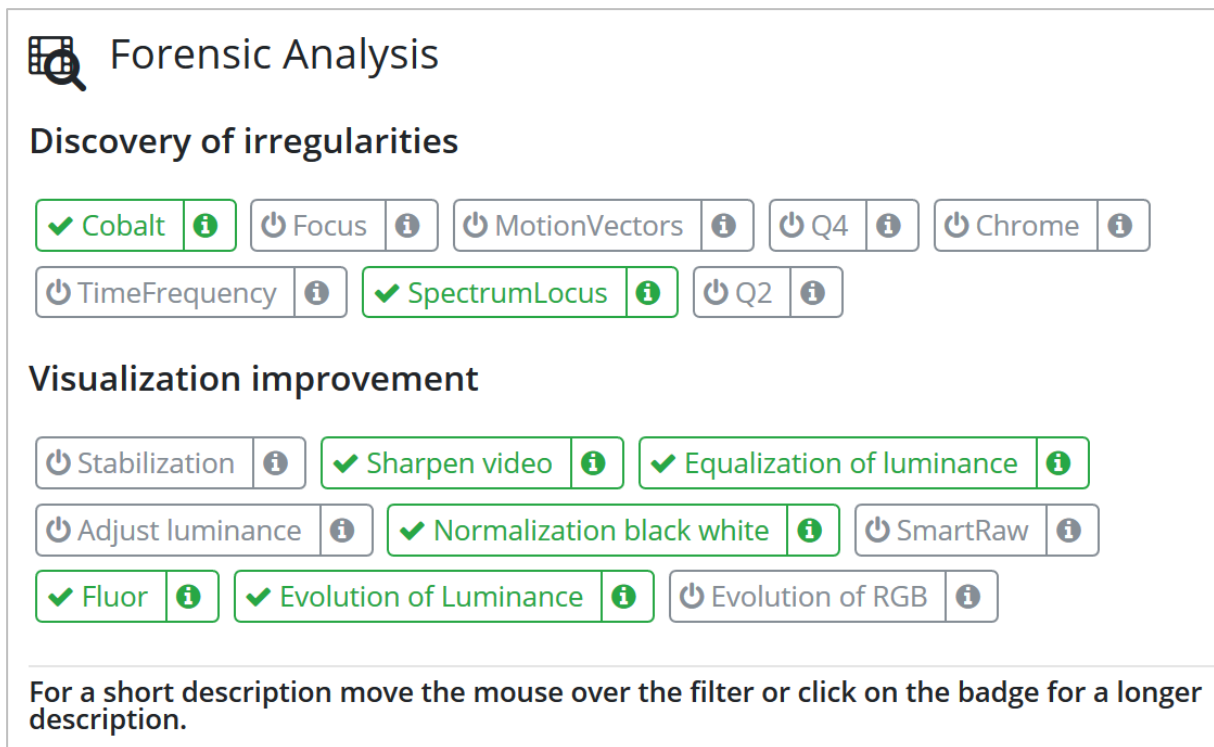 Forensic Analysis
Discovery of irregularities
Cobalt Focus MotionVectors Q4 Chrome
TimeFrequency SpectrumLocus Q2
Visualization improvement
Stabilization Sharpen video Equalization of luminance
Adjust luminance Normalization black white SmartRaw
Fluor Evolution of Luminance Evolution of RGB
For a short description move the mouse over the filter or click on the badge for a longer
description.